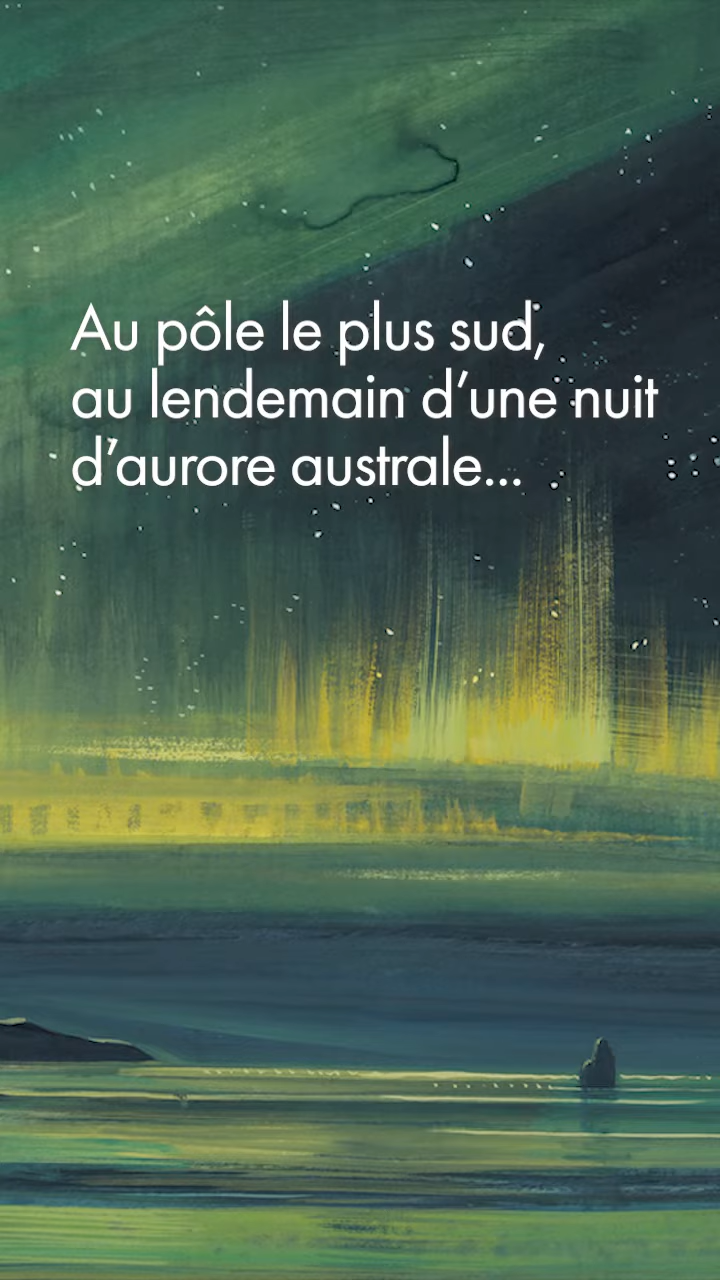 Au pôle le plus sud,
au lendemain d’une nuit
d’aurore australe...